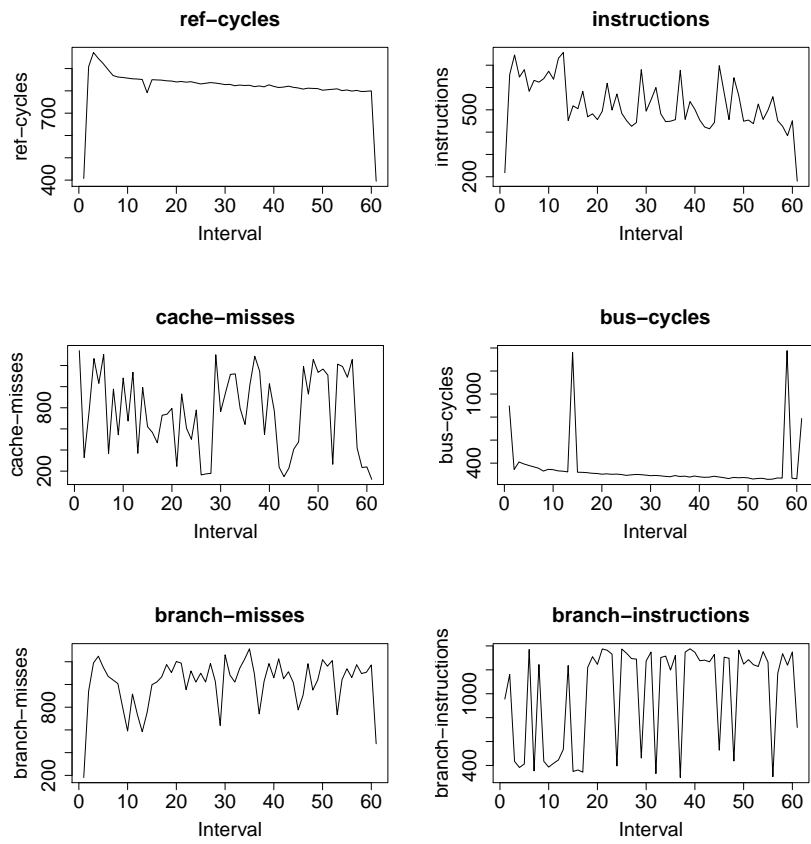 ref−cycles
ref−cycles
400
700
0 10 20 30 40 50 60
Interval
instructions
instructions
200
500
0 10 20 30 40 50 60
Interval
cache−misses
cache−misses
200
800
0 10 20 30 40 50 60
Interval
bus−cycles
bus−cycles
400
1000
0 10 20 30 40 50 60
Interval
branch−misses
branch−misses
200
800
0 10 20 30 40 50 60
Interval
branch−instructions
branch−instructions
400
1000
0 10 20 30 40 50 60
Interval